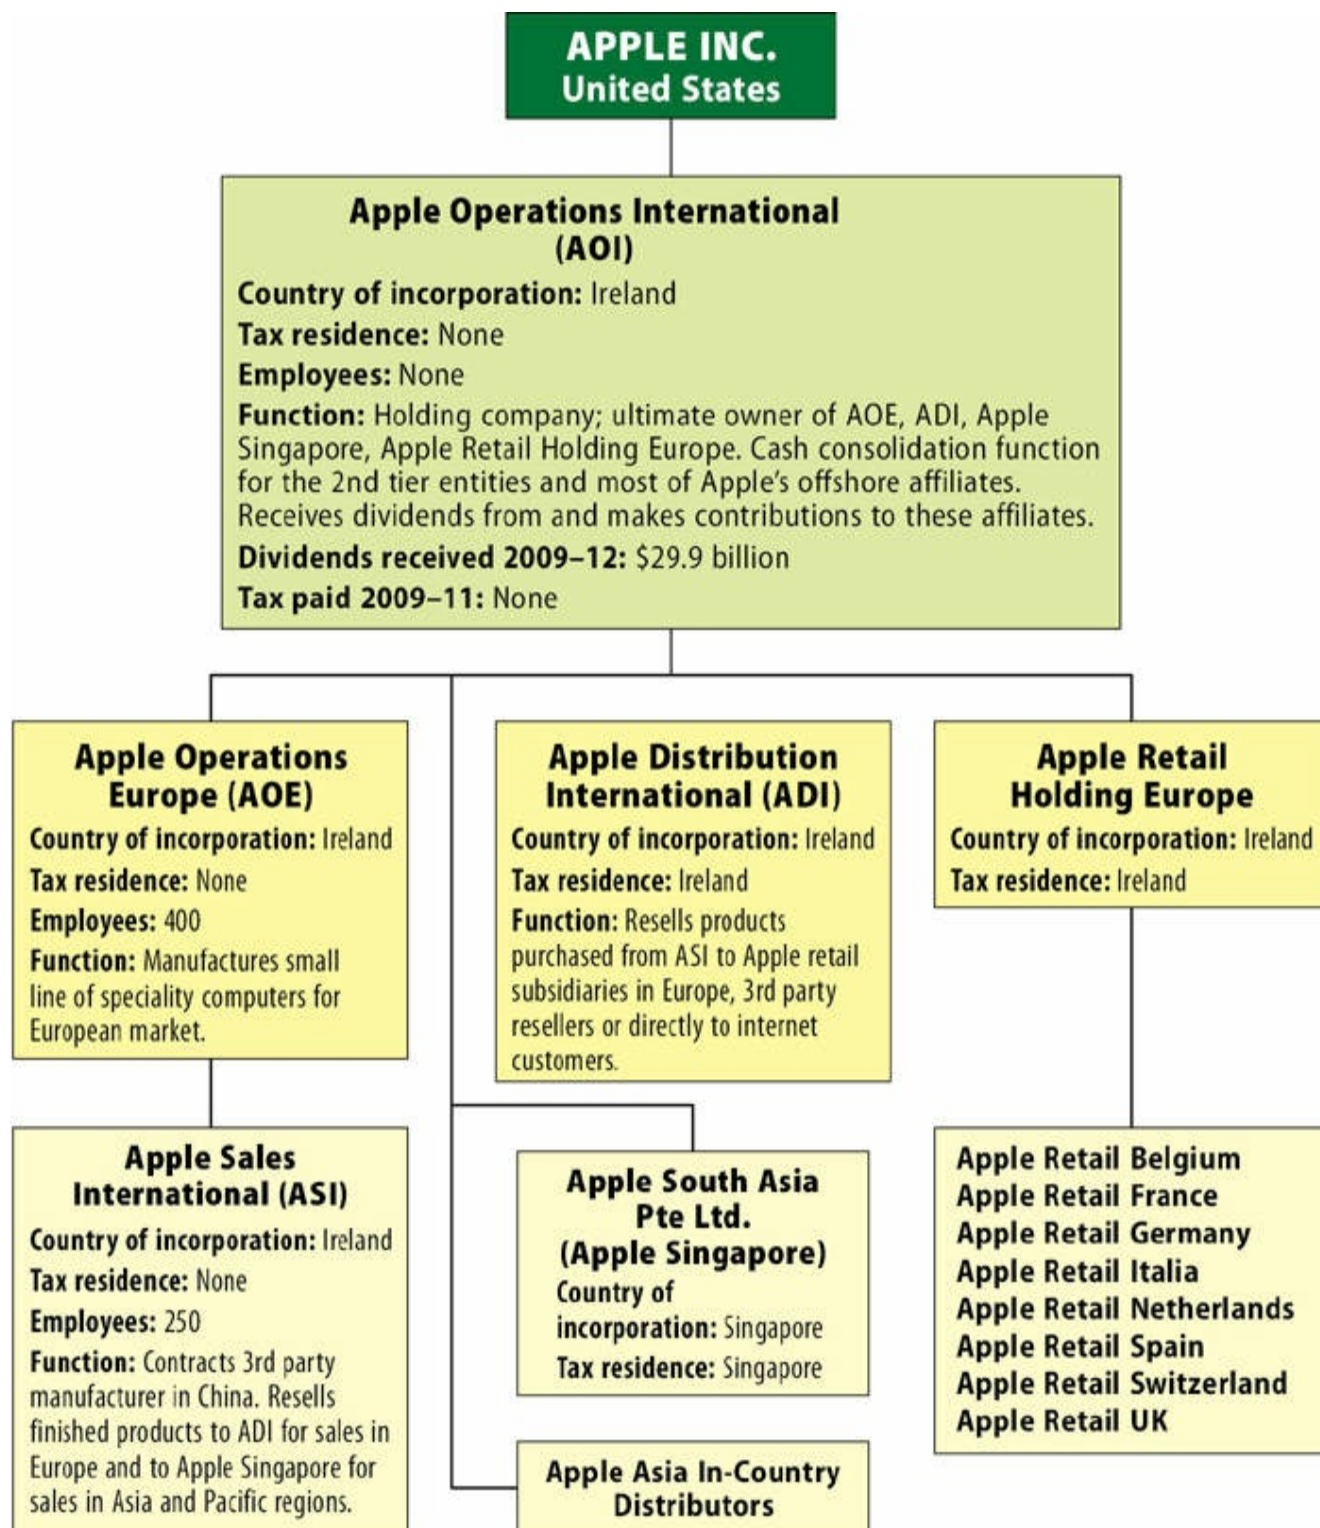 APPLE INC.
United States
Apple Operations International
(AOI)
Country of incorporation: Ireland
Tax residence: None
Employees: None
Function: Holding company; ultimate owner of AOE, ADI, Apple
Singapore, Apple Retail Holding Europe. Cash consolidation function
for the 2nd tier entities and most of Apple's offshore affiliates.
Receives dividends from and makes contributions to these affiliates.
Dividends received 2009–12: $29.9 billion
Tax paid 2009–11: None
Apple Operations
Europe (AOE)
Country of incorporation: Ireland
Tax residence: None
Employees: 400
Function: Manufactures small
line of speciality computers for
European market.
Apple Distribution
International (ADI)
Country of incorporation: Ireland
Tax residence: Ireland
Function: Resells products
purchased from ASI to Apple retail
subsidiaries in Europe, 3rd party
resellers or directly to internet
customers.
Apple Retail
Holding Europe
Country of incorporation: Ireland
Tax residence: Ireland
Apple Sales
International (ASI)
Country of incorporation: Ireland
Tax residence: None
Employees: 250
Function: Contracts 3rd party
manufacturer in China. Resells
finished products to ADI for sales in
Europe and to Apple Singapore for
sales in Asia and Pacific regions.
Apple South Asia
Pte Ltd.
(Apple Singapore)
Country of
incorporation: Singapore
Tax residence: Singapore
Apple Asia In-Country
Distributors
Apple Retail Belgium
Apple Retail France
Apple Retail Germany
Apple Retail Italia
Apple Retail Netherlands
Apple Retail Spain
Apple Retail Switzerland
Apple Retail UK